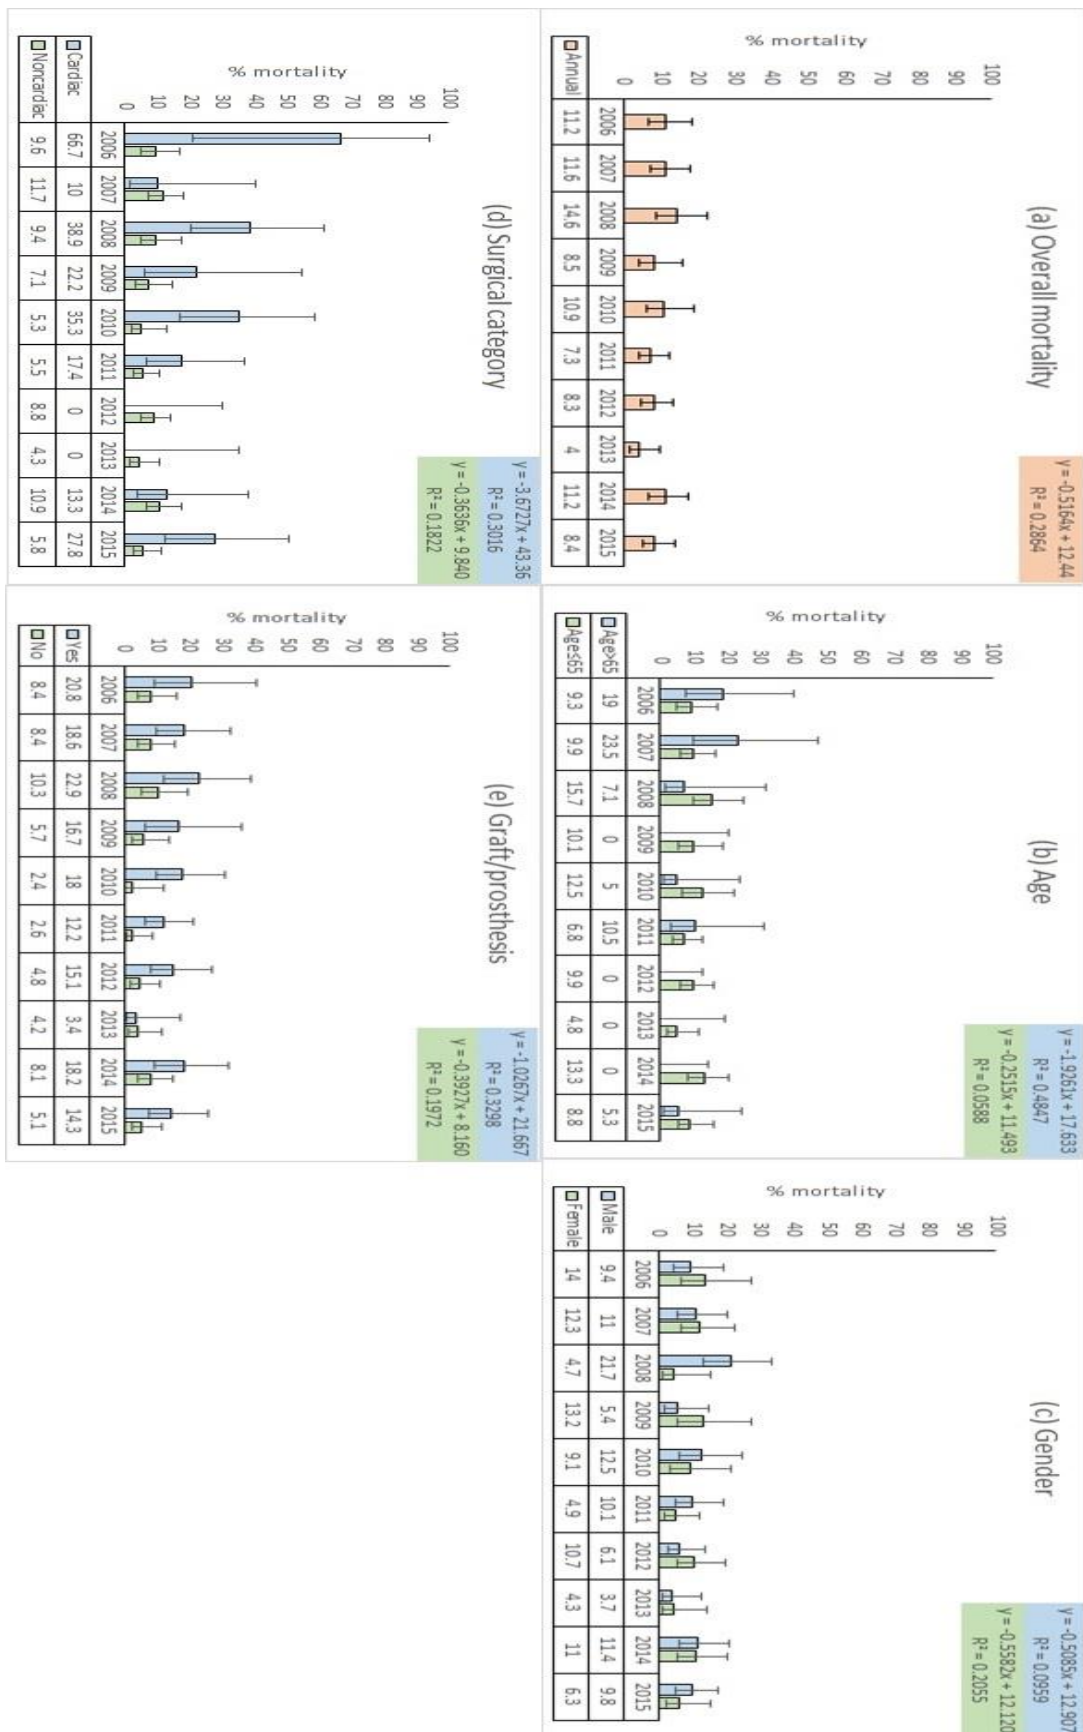 (a) Overall mortality
y = -0.5164x + 12.44
R² = 0.2864
% mortality
100
90
80
70
60
50
40
30
20
10
0
2006 2007 2008 2009 2010 2011 2012 2013 2014 2015
Annual 11.2 11.6 14.6 8.5 10.9 7.3 8.3 4 11.2 8.4
(b) Age
y = -1.9261x + 17.633
R² = 0.4847
y = -0.2515x + 11.493
R² = 0.0588
% mortality
100
90
80
70
60
50
40
30
20
10
0
2006 2007 2008 2009 2010 2011 2012 2013 2014 2015
Age>65 19 23.5 7.1 0 5 10.5 0 0 0 5.3
Age≤65 9.3 9.9 15.7 10.1 12.5 6.8 9.9 4.8 13.3 8.8
(c) Gender
y = -0.5085x + 12.907
R² = 0.0959
y = -0.5582x + 12.120
R² = 0.2055
% mortality
100
90
80
70
60
50
40
30
20
10
0
2006 2007 2008 2009 2010 2011 2012 2013 2014 2015
Male 9.4 11 21.7 5.4 12.5 10.1 6.1 3.7 11.4 9.8
Female 14 12.3 4.7 13.2 9.1 4.9 10.7 4.3 11 6.3
(d) Surgical category
y = -3.6727x + 43.36
R² = 0.3016
y = -0.3636x + 9.840
R² = 0.1822
% mortality
100
90
80
70
60
50
40
30
20
10
0
2006 2007 2008 2009 2010 2011 2012 2013 2014 2015
Cardiac 66.7 10 38.9 22.2 35.3 17.4 0 0 13.3 27.8
Noncardiac 9.6 11.7 9.4 7.1 5.3 5.5 8.8 4.3 10.9 5.8
(e) Graft/prosthesis
y = -1.0267x + 21.667
R² = 0.3298
y = -0.3927x + 8.160
R² = 0.1972
% mortality
100
90
80
70
60
50
40
30
20
10
0
2006 2007 2008 2009 2010 2011 2012 2013 2014 2015
Yes 20.8 18.6 22.9 16.7 18 12.2 15.1 3.4 18.2 14.3
No 8.4 8.4 10.3 5.7 2.4 2.6 4.8 4.2 8.1 5.1